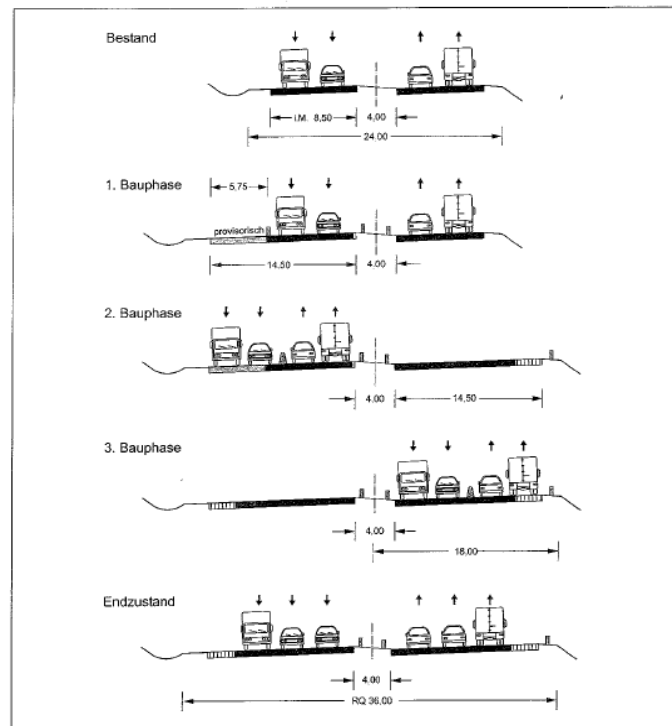 Bestand
i.M. 8,50
4,00
24,00
1. Bauphase
5,75
provisorisch
14,50
4,00
2. Bauphase
4,00
14,50
3. Bauphase
4,00
18,00
Endzustand
4,00
RQ 36,00